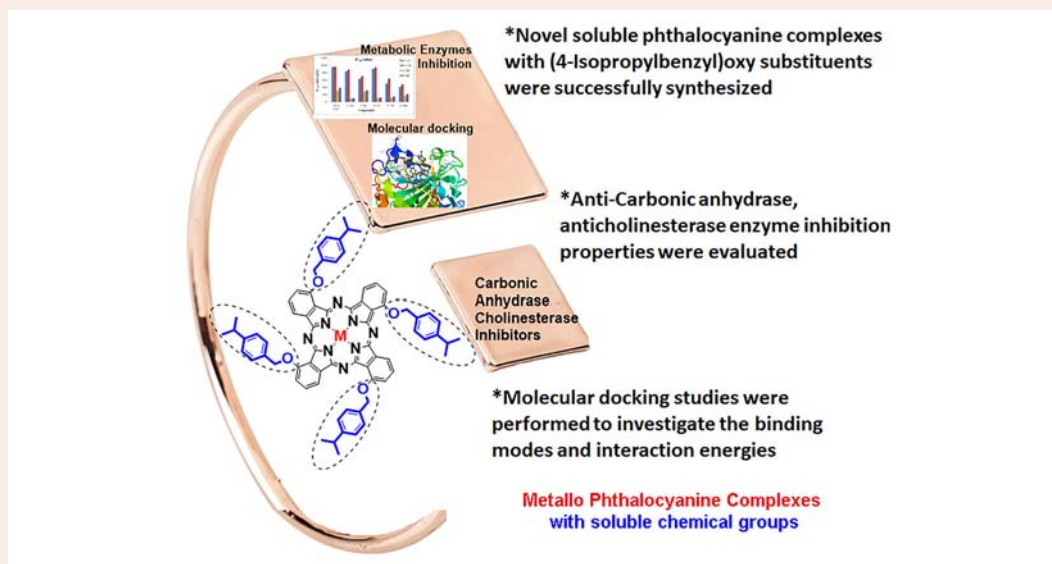 Metabolic Enzymes
Inhibition
Molecular docking
*Novel soluble phthalocyanine complexes
with (4-Isopropylbenzyl)oxy substituents
were successfully synthesized
*Anti-Carbonic anhydrase,
anticholinesterase enzyme inhibition
properties were evaluated
Carbonic
Anhydrase
Cholinesterase
Inhibitors
O
O
O
O
N
N
N
N
N
N
N
N
M
*Molecular docking studies were
performed to investigate the binding
modes and interaction energies
Metallo Phthalocyanine Complexes
with soluble chemical groups